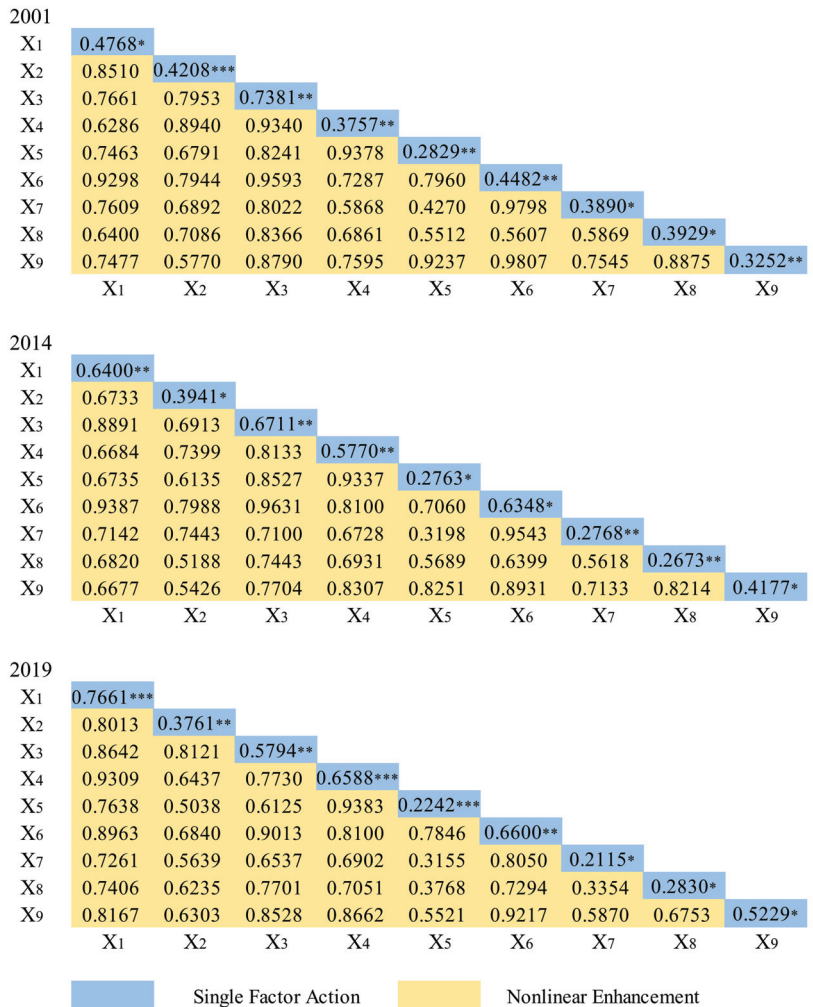 2001
X1 0.4768*
X2 0.8510 0.4208***
X3 0.7661 0.7953 0.7381**
X4 0.6286 0.8940 0.9340 0.3757**
X5 0.7463 0.6791 0.8241 0.9378 0.2829**
X6 0.9298 0.7944 0.9593 0.7287 0.7960 0.4482**
X7 0.7609 0.6892 0.8022 0.5868 0.4270 0.9798 0.3890*
X8 0.6400 0.7086 0.8366 0.6861 0.5512 0.5607 0.5869 0.3929*
X9 0.7477 0.5770 0.8790 0.7595 0.9237 0.9807 0.7545 0.8875 0.3252**
X1 X2 X3 X4 X5 X6 X7 X8 X9
2014
X1 0.6400**
X2 0.6733 0.3941*
X3 0.8891 0.6913 0.6711**
X4 0.6684 0.7399 0.8133 0.5770**
X5 0.6735 0.6135 0.8527 0.9337 0.2763*
X6 0.9387 0.7988 0.9631 0.8100 0.7060 0.6348*
X7 0.7142 0.7443 0.7100 0.6728 0.3198 0.9543 0.2768**
X8 0.6820 0.5188 0.7443 0.6931 0.5689 0.6399 0.5618 0.2673**
X9 0.6677 0.5426 0.7704 0.8307 0.8251 0.8931 0.7133 0.8214 0.4177*
X1 X2 X3 X4 X5 X6 X7 X8 X9
2019
X1 0.7661***
X2 0.8013 0.3761**
X3 0.8642 0.8121 0.5794**
X4 0.9309 0.6437 0.7730 0.6588***
X5 0.7638 0.5038 0.6125 0.9383 0.2242***
X6 0.8963 0.6840 0.9013 0.8100 0.7846 0.6600**
X7 0.7261 0.5639 0.6537 0.6902 0.3155 0.8050 0.2115*
X8 0.7406 0.6235 0.7701 0.7051 0.3768 0.7294 0.3354 0.2830*
X9 0.8167 0.6303 0.8528 0.8662 0.5521 0.9217 0.5870 0.6753 0.5229*
X1 X2 X3 X4 X5 X6 X7 X8 X9
Single Factor Action Nonlinear Enhancement